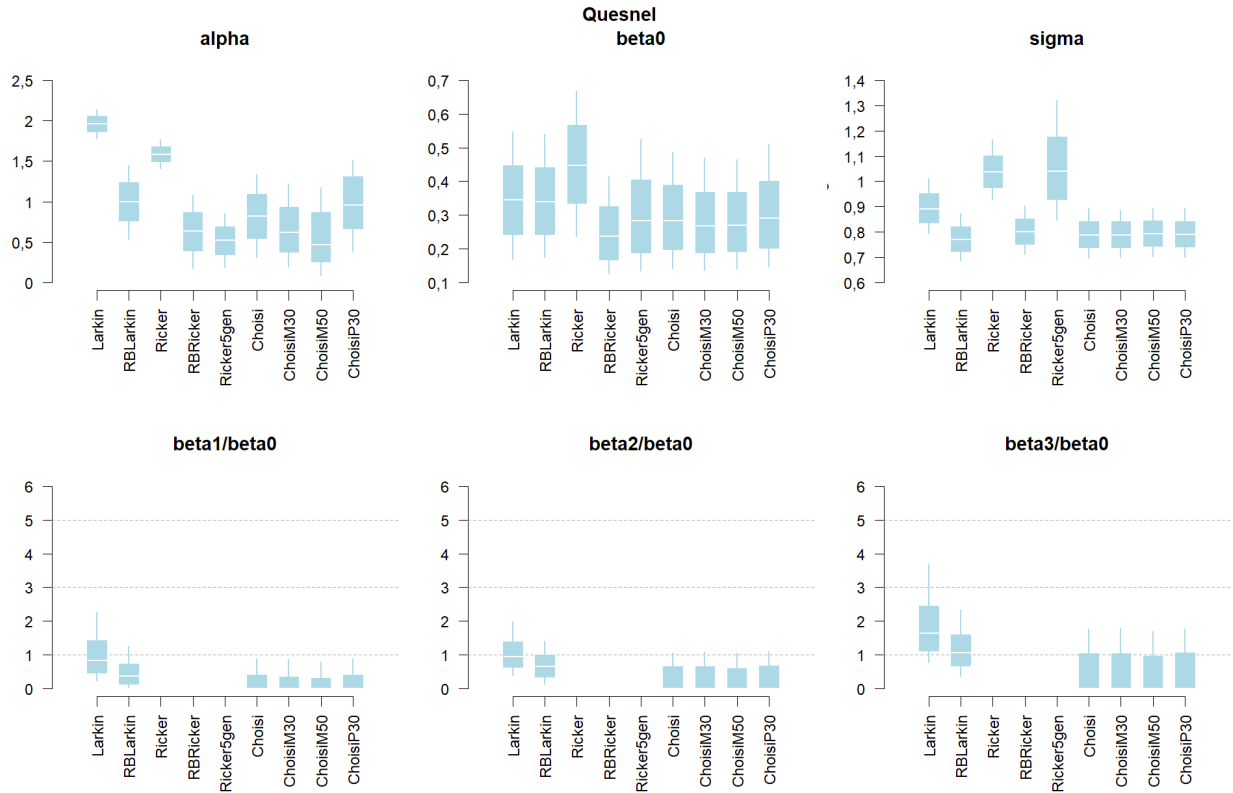 Quesnel
alpha
beta0
sigma
2,5
2
1,5
1
0,5
0
0,7
0,6
0,5
0,4
0,3
0,2
0,1
1,4
1,3
1,2
1,1
1
0,9
0,8
0,7
0,6
Larkin
RBLarkin
Ricker
RBRicker
Ricker5gen
Choisi
ChoisiM30
ChoisiM50
ChoisiP30
Larkin
RBLarkin
Ricker
RBRicker
Ricker5gen
Choisi
ChoisiM30
ChoisiM50
ChoisiP30
Larkin
RBLarkin
Ricker
RBRicker
Ricker5gen
Choisi
ChoisiM30
ChoisiM50
ChoisiP30
beta1/beta0
beta2/beta0
beta3/beta0
6
5
4
3
2
1
0
6
5
4
3
2
1
0
6
5
4
3
2
1
0
Larkin
RBLarkin
Ricker
RBRicker
Ricker5gen
Choisi
ChoisiM30
ChoisiM50
ChoisiP30
Larkin
RBLarkin
Ricker
RBRicker
Ricker5gen
Choisi
ChoisiM30
ChoisiM50
ChoisiP30
Larkin
RBLarkin
Ricker
RBRicker
Ricker5gen
Choisi
ChoisiM30
ChoisiM50
ChoisiP30